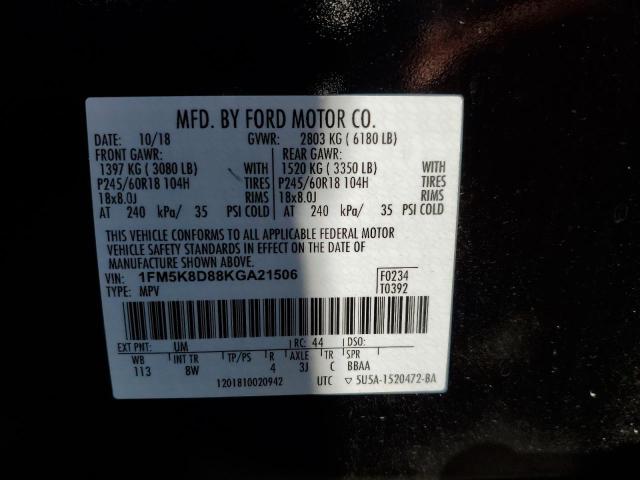 MFD. BY FORD MOTOR CO.
DATE: 10/18 GVWR: 2803 KG ( 6180 LB)
FRONT GAWR: REAR GAWR:
1397 KG ( 3080 LB) WITH 1520 KG ( 3350 LB) WITH
P245/60R18 104H TIRES P245/60R18 104H TIRES
18x8.0J RIMS 18x8.0J RIMS
AT 240 kPa/ 35 PSI COLD AT 240 kPa/ 35 PSI COLD
THIS VEHICLE CONFORMS TO ALL APPLICABLE FEDERAL MOTOR
VEHICLE SAFETY STANDARDS IN EFFECT ON THE DATE OF
MANUFACTURE SHOWN ABOVE.
VIN: 1FM5K8D88KGA21506 F0234
TYPE: MPV T0392
EXT PNT: UM RC: 44 DSO:
WB INT TR TP/PS R AXLE TR SPR
113 8W 4 3J C BBAA
1201810020942 UTC ▽ 5U5A-1520472-BA